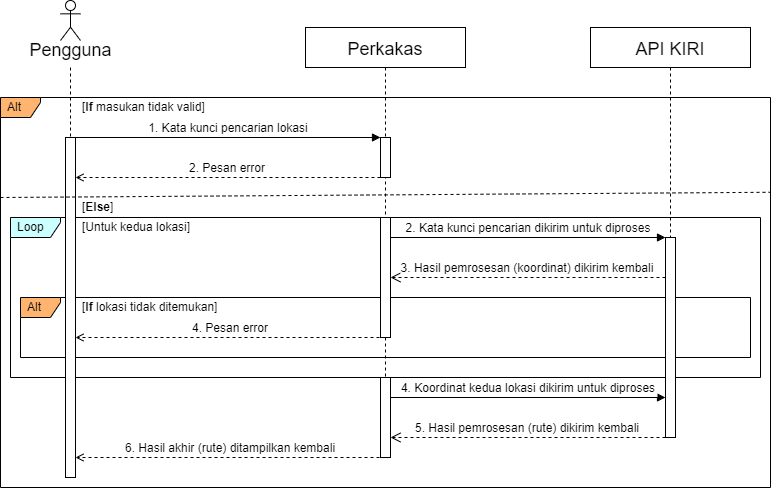 Pengguna
Perkakas
API KIRI
Alt
[If masukan tidak valid]
1. Kata kunci pencarian lokasi
2. Pesan error
[Else]
Loop
[Untuk kedua lokasi]
2. Kata kunci pencarian dikirim untuk diproses
3. Hasil pemrosesan (koordinat) dikirim kembali
Alt
[If lokasi tidak ditemukan]
4. Pesan error
4. Koordinat kedua lokasi dikirim untuk diproses
5. Hasil pemrosesan (rute) dikirim kembali
6. Hasil akhir (rute) ditampilkan kembali